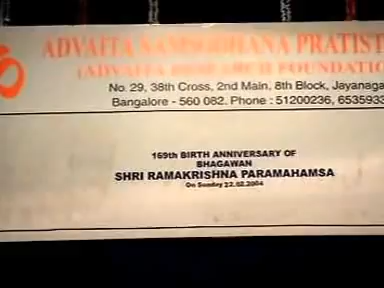 ADVAITA SAMSODHANA PRATIST
(ADVAITA RESEARCH FOUNDATIO
No. 29, 38th Cross, 2nd Main, 8th Block, Jayanaga
Bangalore - 560 082. Phone : 51200236, 6535933
169th BIRTH ANNIVERSARY OF
BHAGAWAN
SHRI RAMAKRISHNA PARAMAHAMSA
On Sunday 22.02.2004